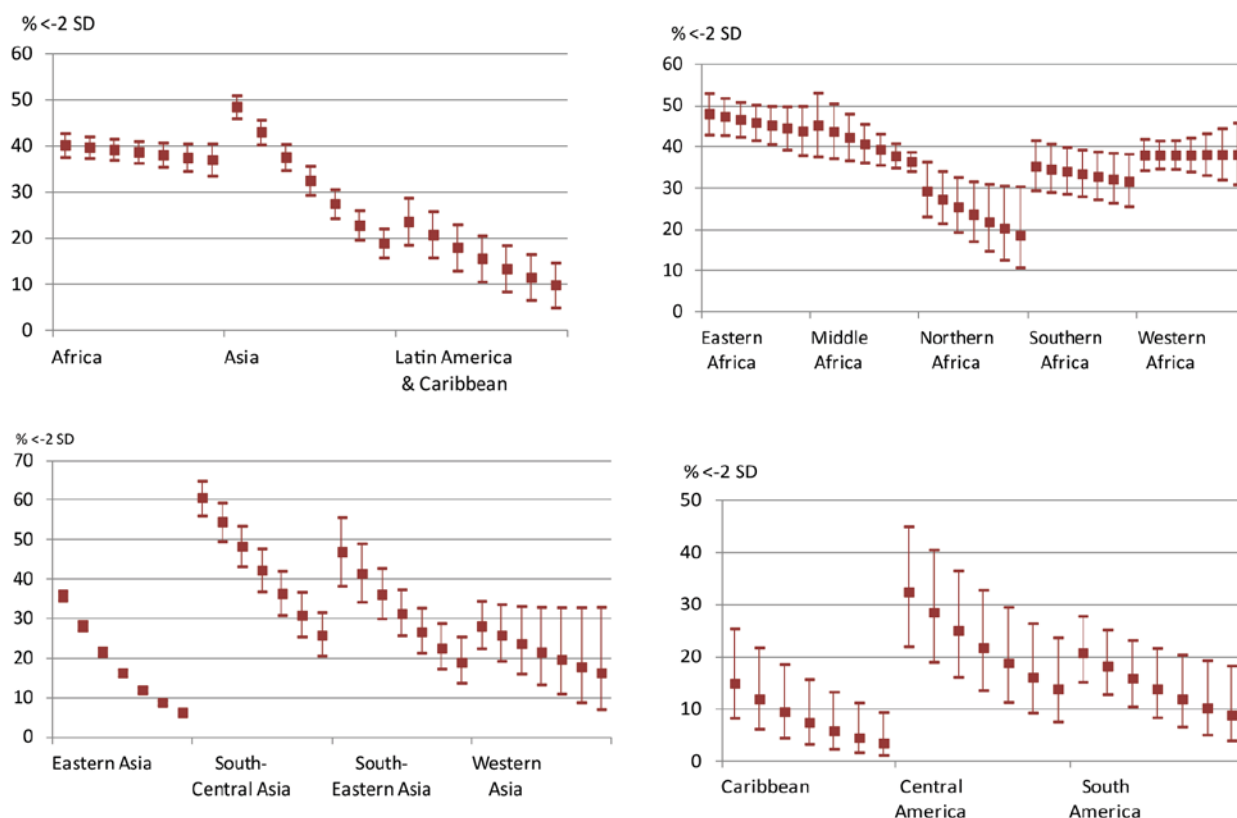 % <-2 SD
60
50
40
30
20
10
0
Africa Asia Latin America
& Caribbean
% <-2 SD
60
50
40
30
20
10
0
Eastern Middle Northern Southern Western
Africa Africa Africa Africa Africa
% <-2 SD
70
60
50
40
30
20
10
0
Eastern Asia South- South- Western
Central Asia Eastern Asia Asia
% <-2 SD
50
40
30
20
10
0
Caribbean Central South
America America